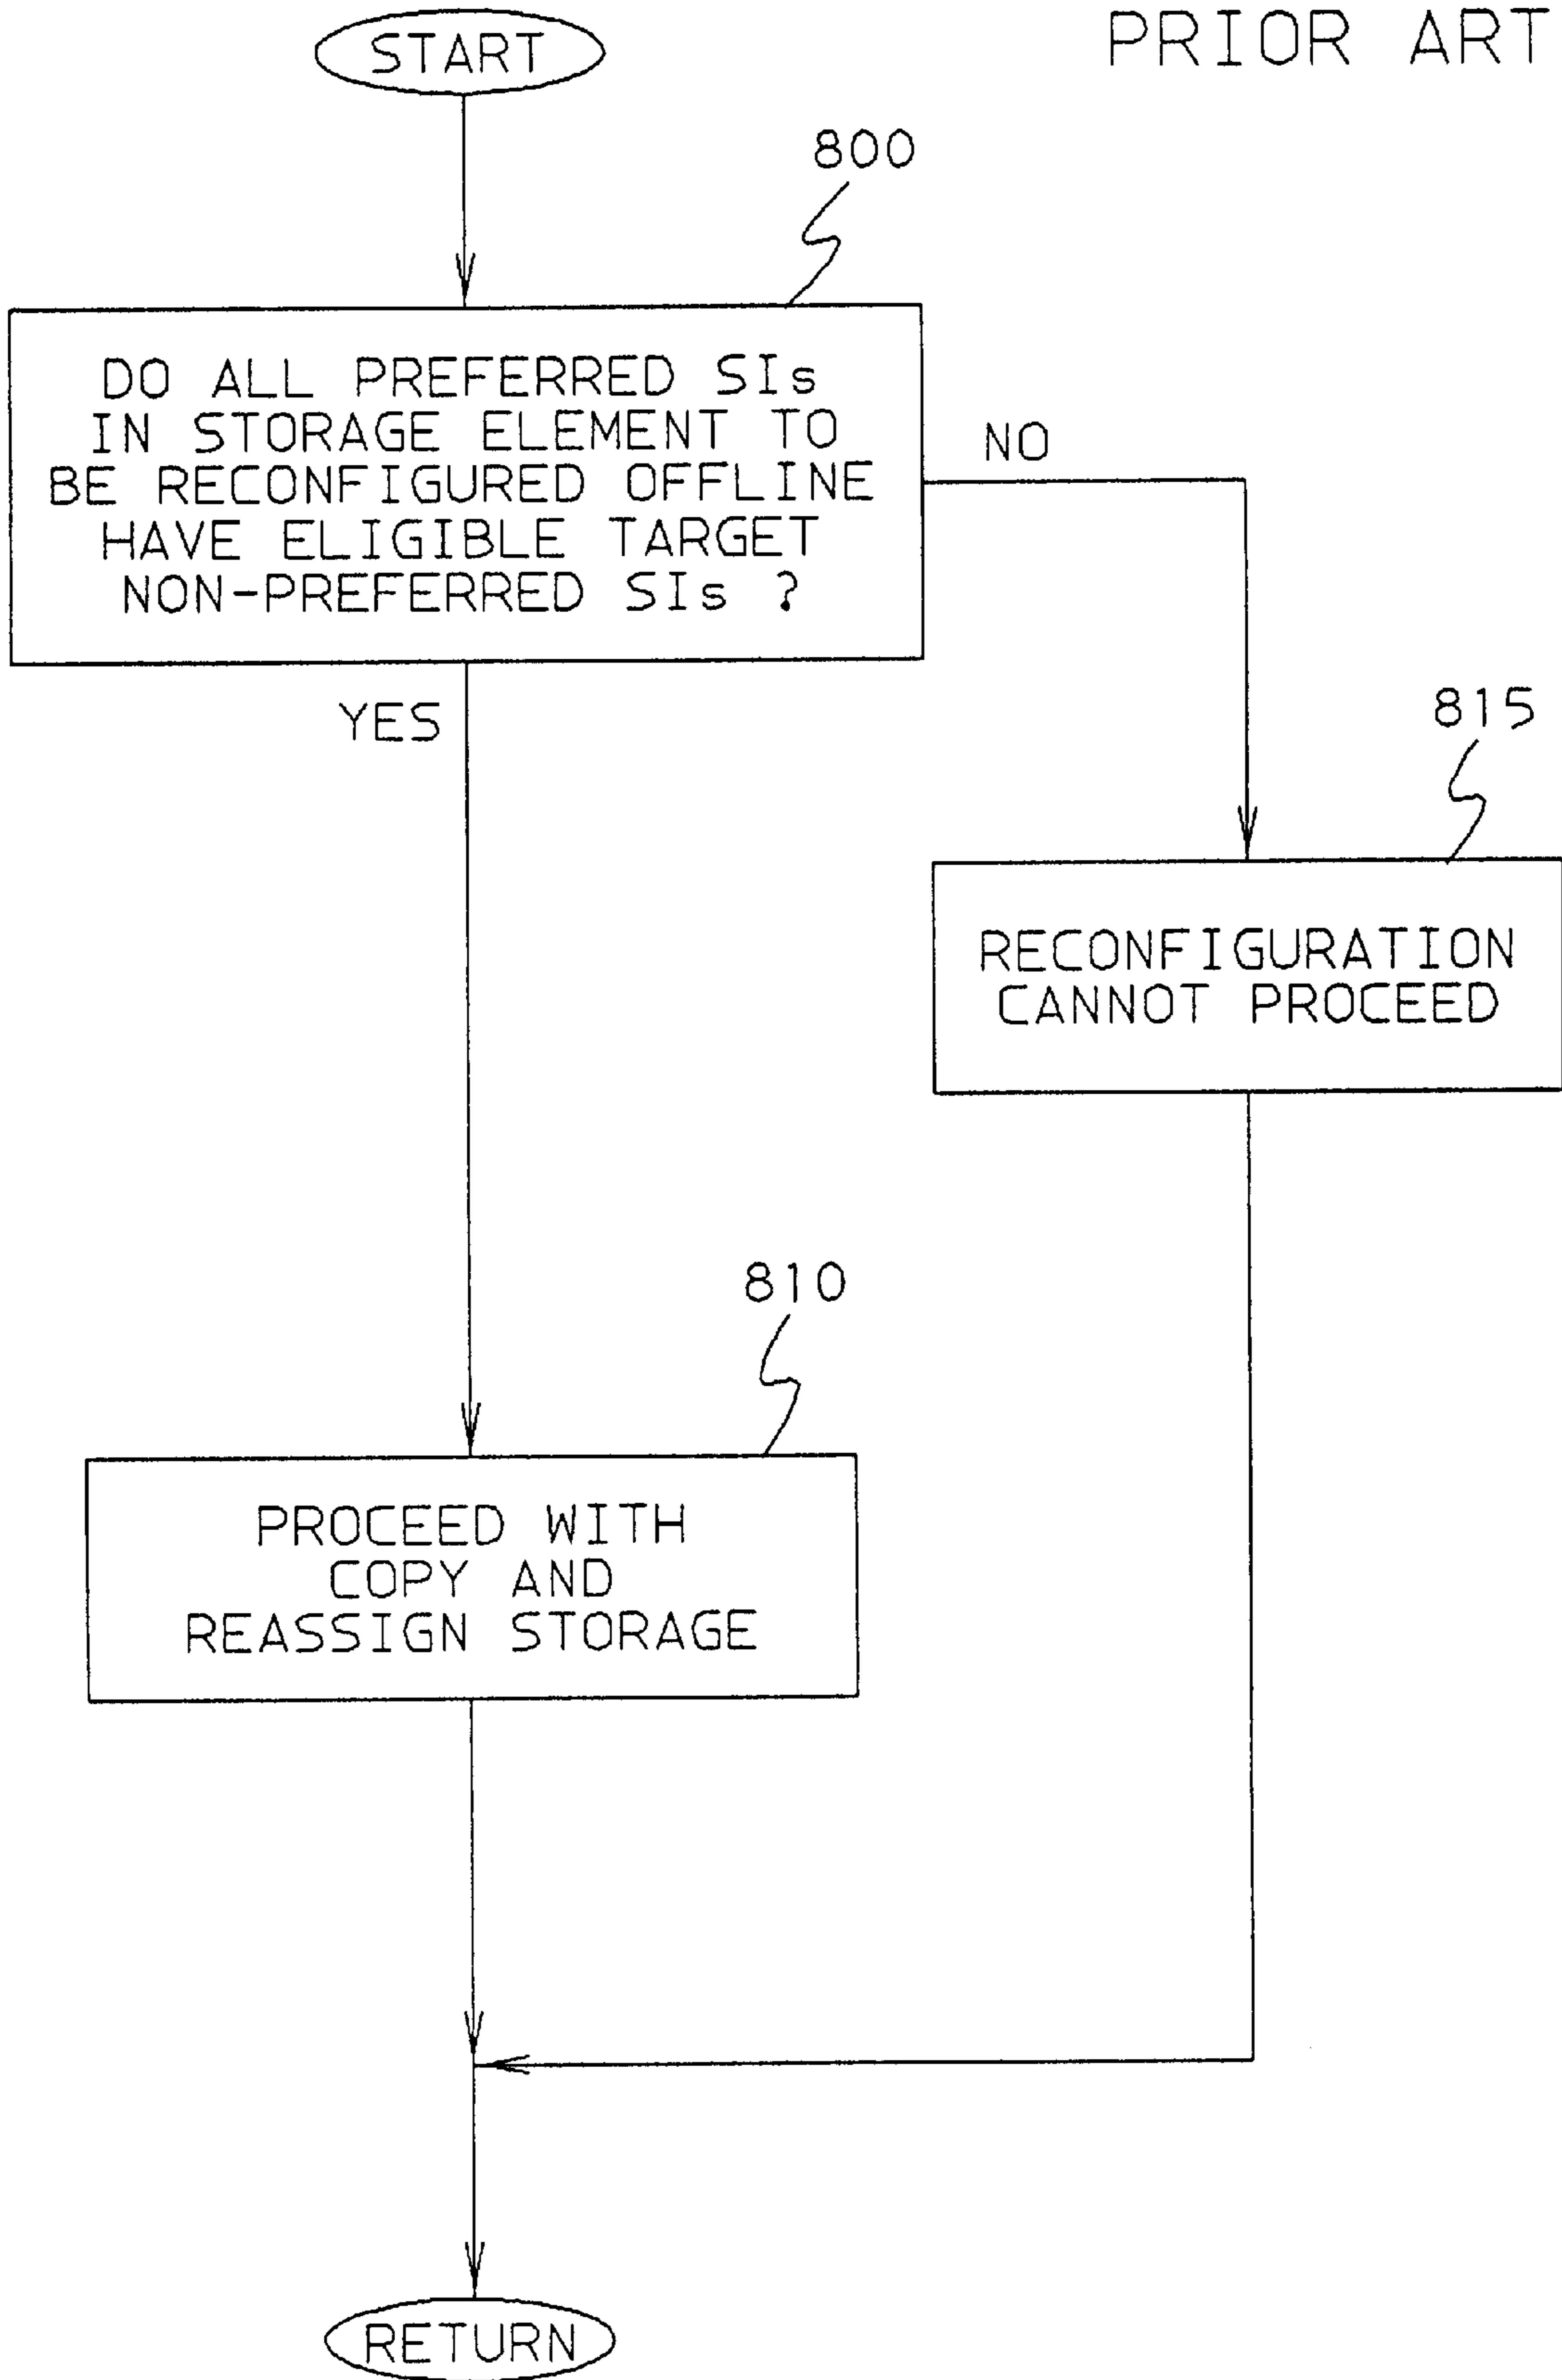 PRIOR ART
START
800
DO ALL PREFERRED SIs
IN STORAGE ELEMENT TO
BE RECONFIGURED OFFLINE
HAVE ELIGIBLE TARGET
NON-PREFERRED SIs ?
NO
YES
815
RECONFIGURATION
CANNOT PROCEED
810
PROCEED WITH
COPY AND
REASSIGN STORAGE
RETURN